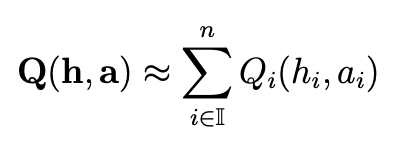 𝐐(𝐡, 𝐚) ≈ ∑_{i∈𝕀}^{n} Q_i(h_i, a_i)